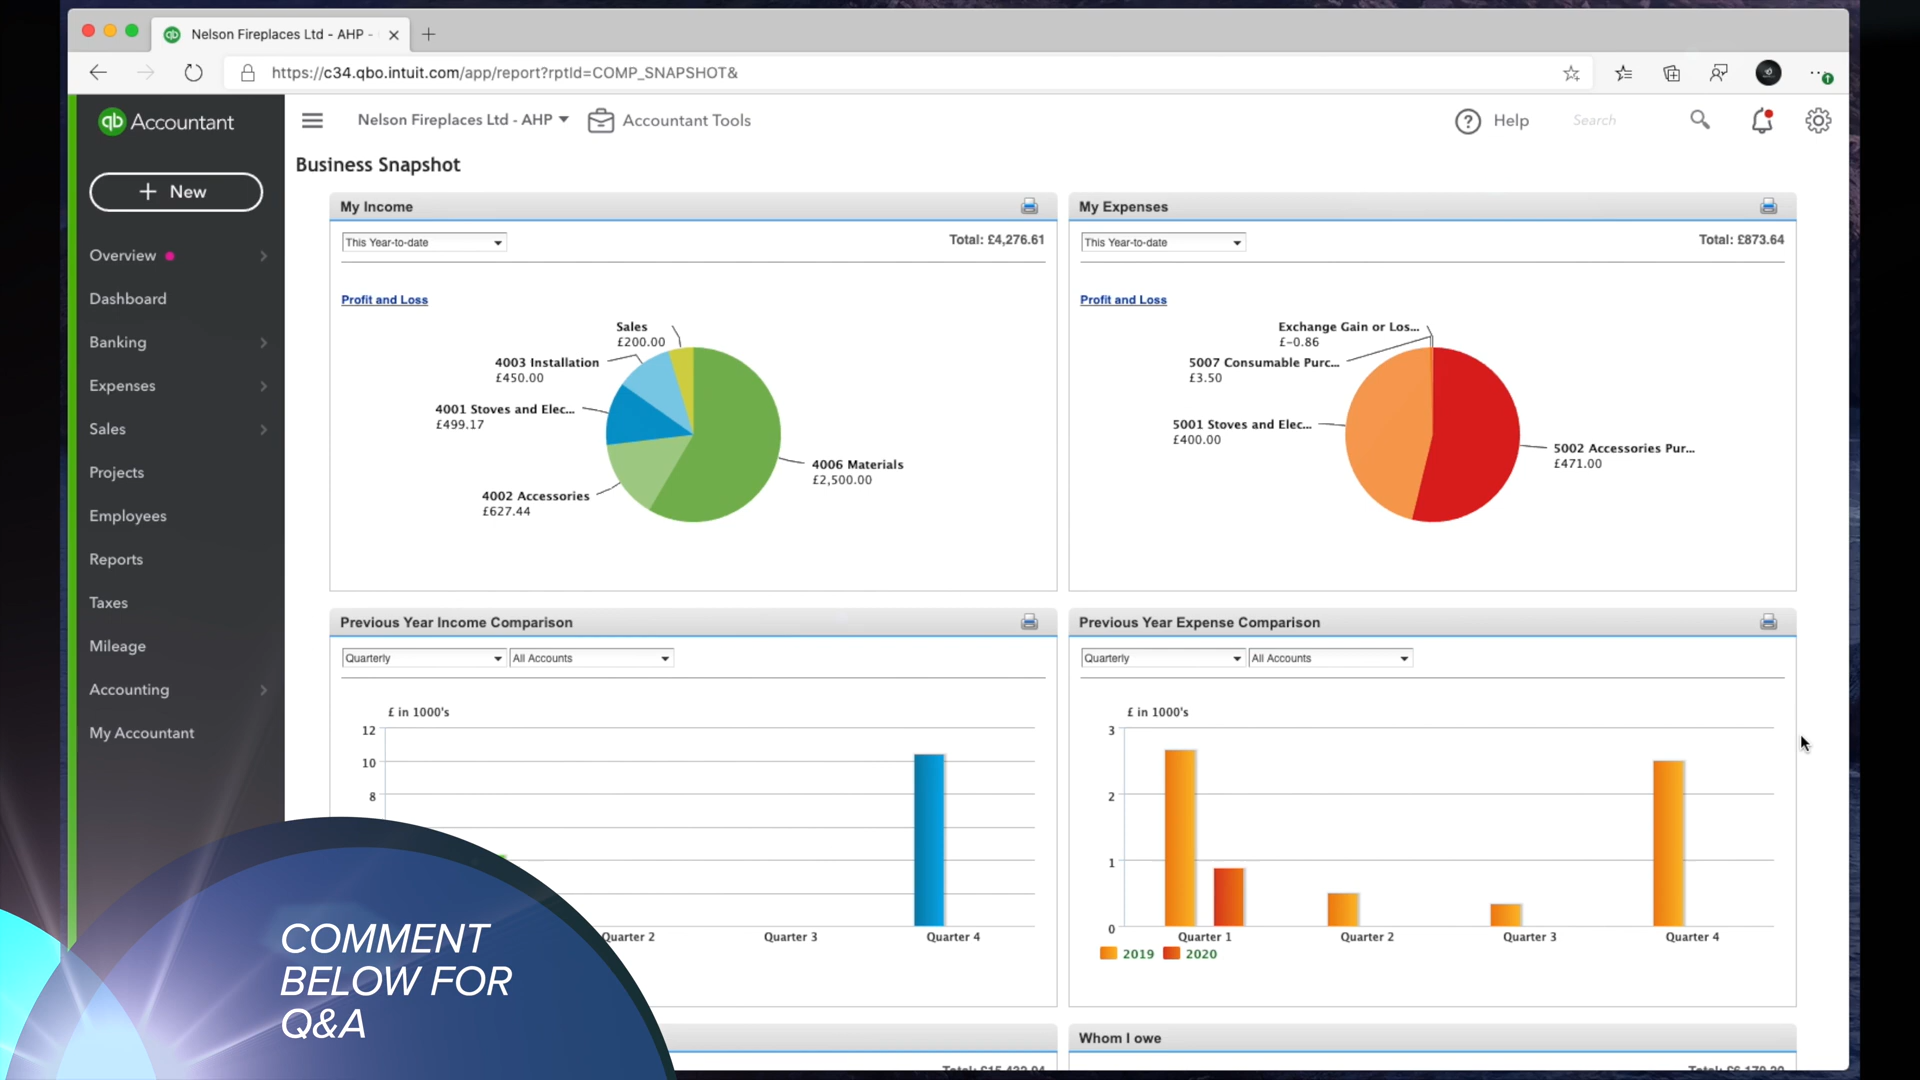 Nelson Fireplaces Ltd - AHP -
https://c34.qbo.intuit.com/app/report?rptId=COMP_SNAPSHOT&
qb Accountant
Nelson Fireplaces Ltd - AHP
Accountant Tools
Help
Search
+ New
Overview
Dashboard
Banking
Expenses
Sales
Projects
Employees
Reports
Taxes
Mileage
Accounting
My Accountant
Business Snapshot
My Income
This Year-to-date
Total: £4,276.61
Profit and Loss
Sales
£200.00
4003 Installation
£450.00
4001 Stoves and Elec...
£499.17
4006 Materials
£2,500.00
4002 Accessories
£627.44
My Expenses
This Year-to-date
Total: £873.64
Profit and Loss
Exchange Gain or Los...
£-0.86
5007 Consumable Purc...
£3.50
5001 Stoves and Elec...
£400.00
5002 Accessories Pur...
£471.00
Previous Year Income Comparison
Quarterly
All Accounts
£ in 1000's
12
10
8
Quarter 2
Quarter 3
Quarter 4
Previous Year Expense Comparison
Quarterly
All Accounts
£ in 1000's
3
2
1
0
Quarter 1
Quarter 2
Quarter 3
Quarter 4
2019
2020
Whom I owe
COMMENT
BELOW FOR
Q&A